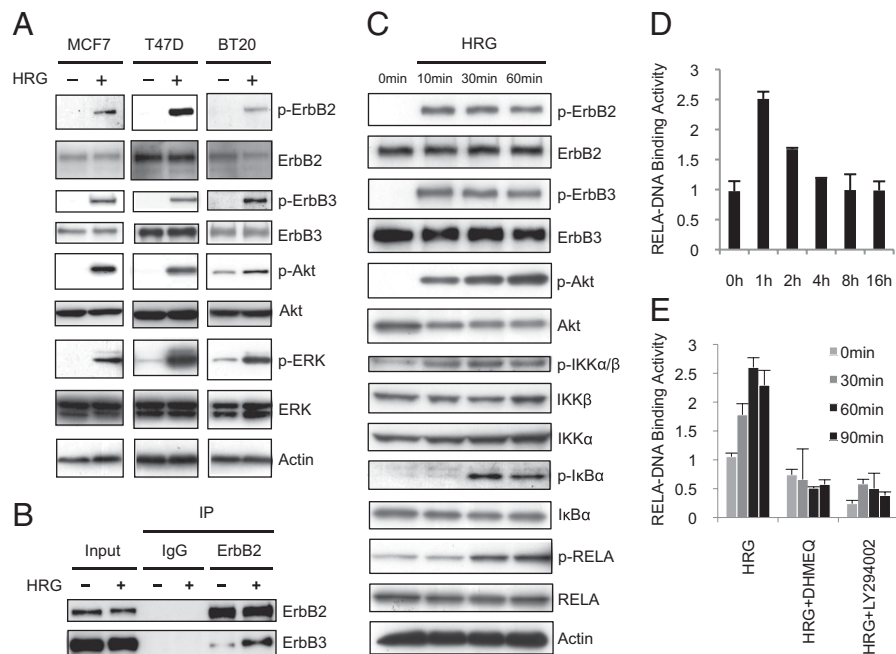 A
MCF7 T47D BT20
HRG − + − + − +
p-ErbB2
ErbB2
p-ErbB3
ErbB3
p-Akt
Akt
p-ERK
ERK
Actin
B
IP
Input IgG ErbB2
HRG − + − + − +
ErbB2
ErbB3
C
HRG
0min 10min 30min 60min
p-ErbB2
ErbB2
p-ErbB3
ErbB3
p-Akt
Akt
p-IKKα/β
IKKβ
IKKα
p-IκBα
IκBα
p-RELA
RELA
Actin
D
RELA-DNA Binding Activity
3
2.5
2
1.5
1
0.5
0
0h 1h 2h 4h 8h 16h
E
RELA-DNA Binding Activity
3
2.5
2
1.5
1
0.5
0
0min
30min
60min
90min
HRG
HRG+DHMEQ
HRG+LY294002